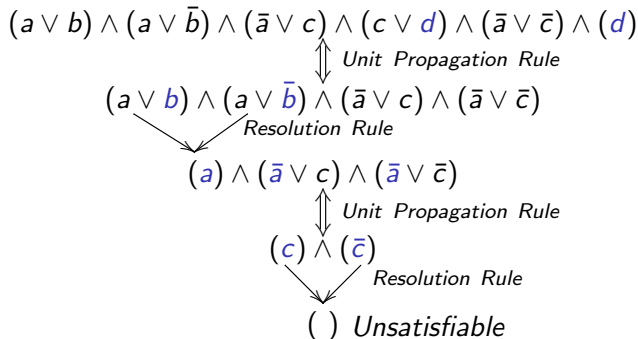 (a ∨ b) ∧ (a ∨ b̄) ∧ (ā ∨ c) ∧ (c ∨ d) ∧ (ā ∨ c̄) ∧ (d)
Unit Propagation Rule
(a ∨ b) ∧ (a ∨ b̄) ∧ (ā ∨ c) ∧ (ā ∨ c̄)
Resolution Rule
(a) ∧ (ā ∨ c) ∧ (ā ∨ c̄)
Unit Propagation Rule
(c) ∧ (c̄)
Resolution Rule
( ) Unsatisfiable